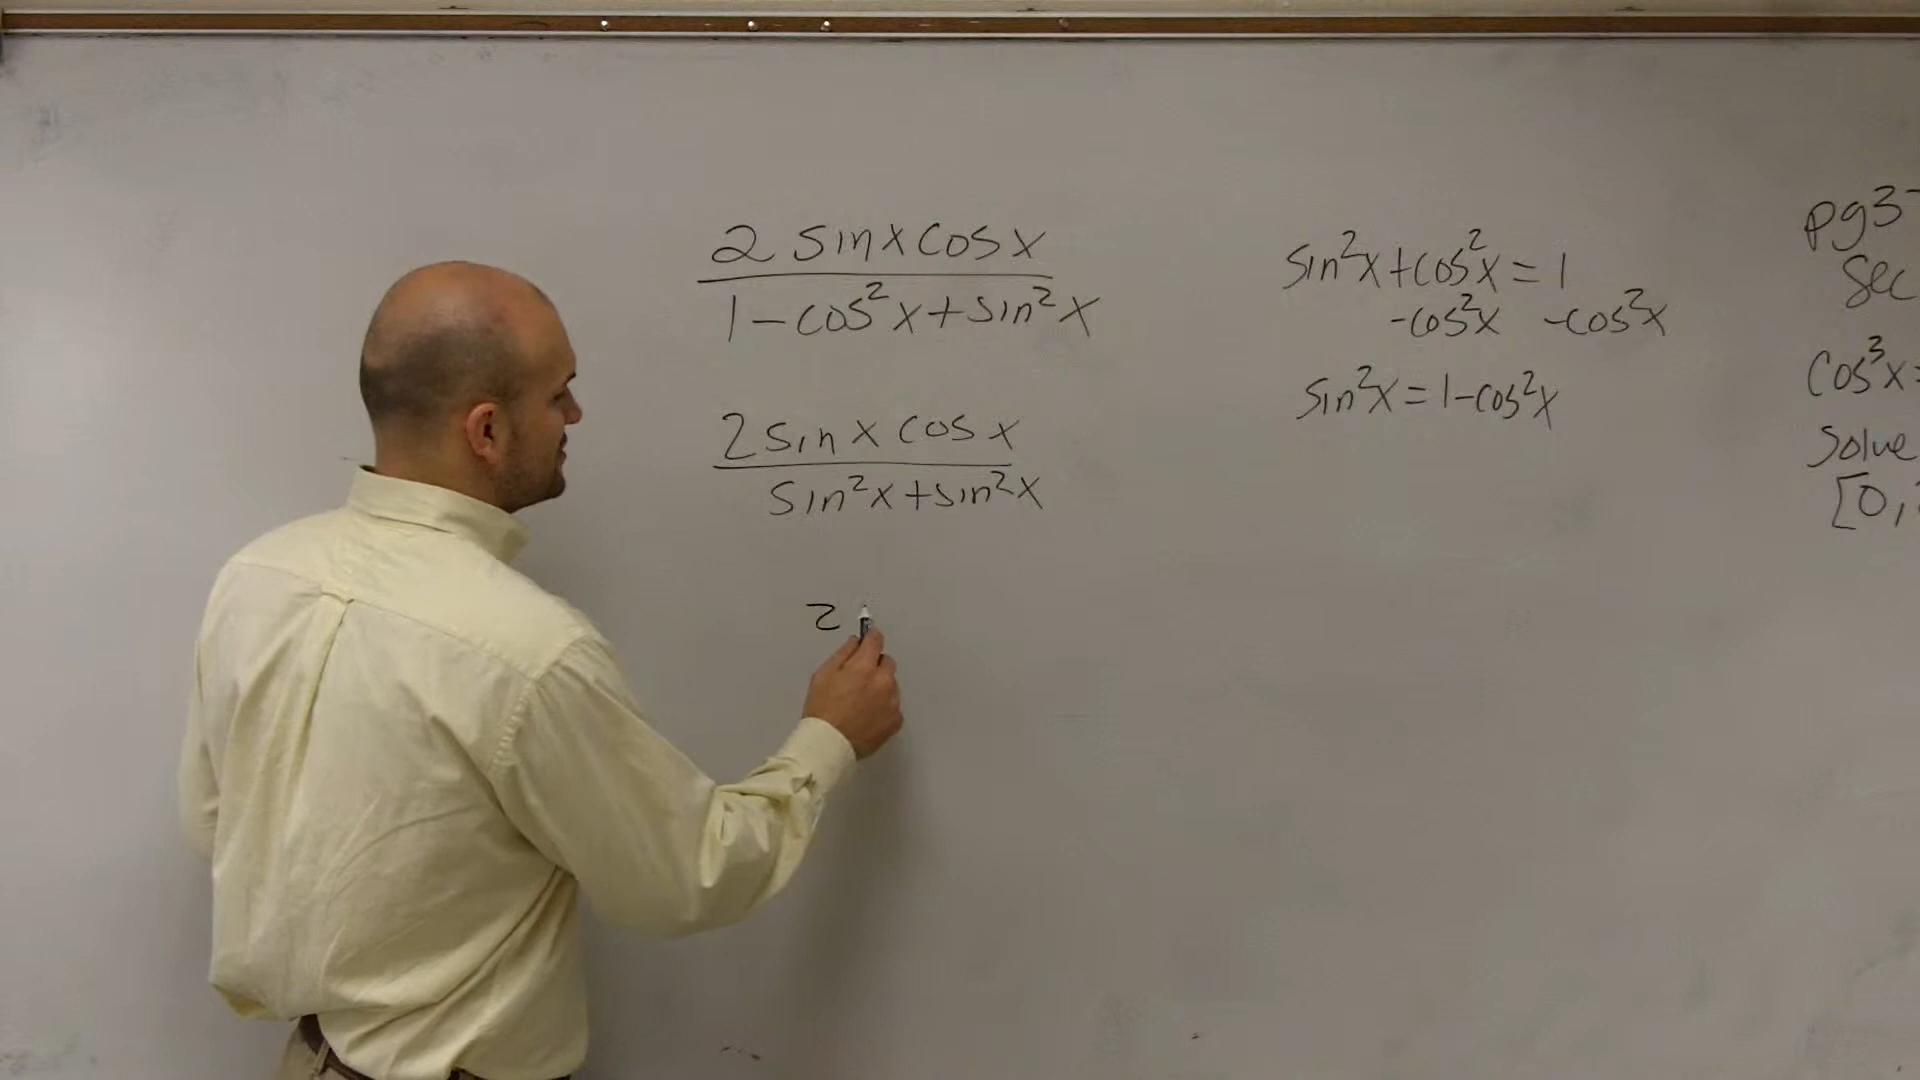 2 sin x cos x
1 - cos²x + sin²x
2 sin x cos x
sin²x + sin²x
2
sin²x + cos²x = 1
-cos²x -cos²x
sin²x = 1 - cos²x
pg3
Sec
cos³x =
Solve
[0,